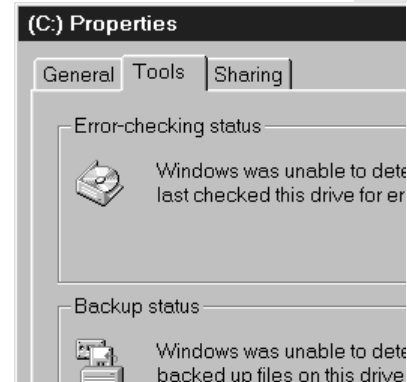 (C:) Properties
General Tools Sharing
Error-checking status
Windows was unable to dete
last checked this drive for er
Backup status
Windows was unable to dete
backed up files on this drive